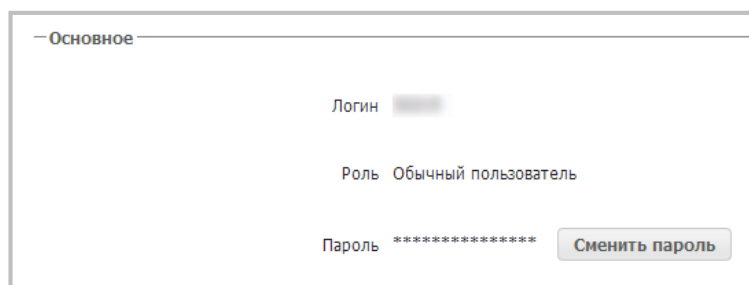 Основное
Логин
Роль Обычный пользователь
Пароль *************** Сменить пароль